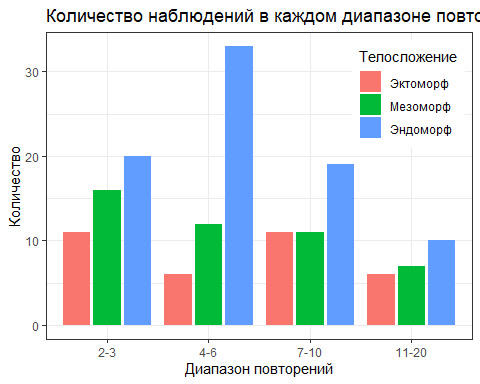 Количество наблюдений в каждом диапазоне повто
Телосложение
Эктоморф
Мезоморф
Эндоморф
Количество
30
20
10
0
2-3 4-6 7-10 11-20
Диапазон повторений